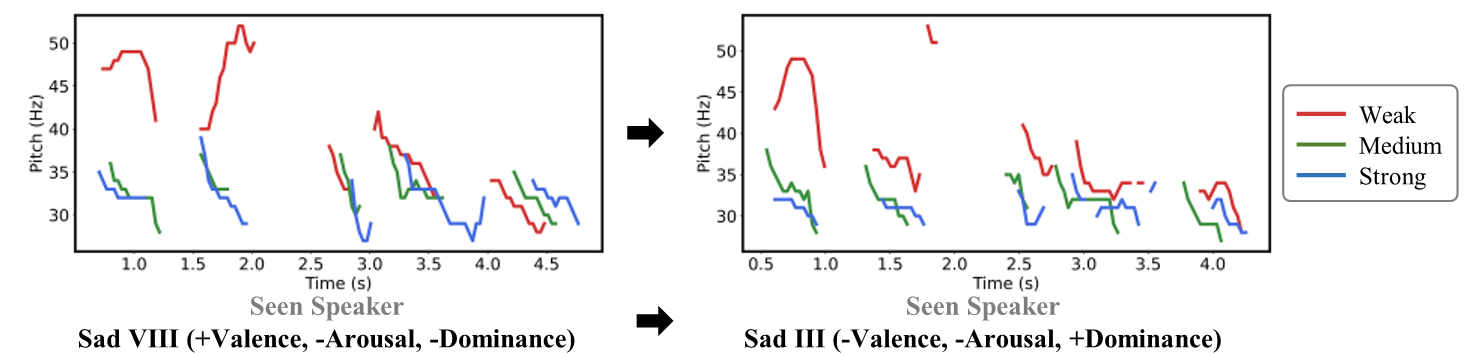 Pitch (Hz)
50
45
40
35
30
1.0 1.5 2.0 2.5 3.0 3.5 4.0 4.5
Time (s)
Seen Speaker
Sad VIII (+Valence, -Arousal, -Dominance)
Pitch (Hz)
50
45
40
35
30
0.5 1.0 1.5 2.0 2.5 3.0 3.5 4.0
Time (s)
Seen Speaker
Sad III (-Valence, -Arousal, +Dominance)
Weak
Medium
Strong